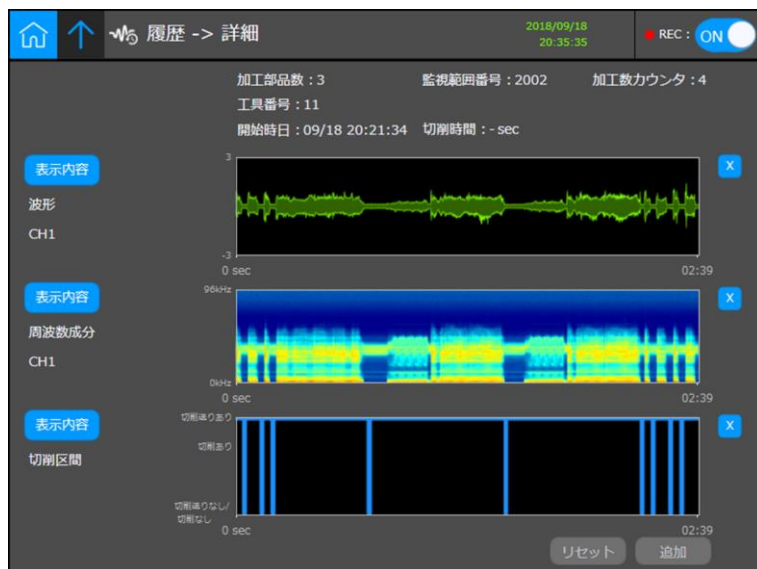 履歴 -> 詳細
2018/09/18
20:35:35
REC : ON
加工部品数：3 監視範囲番号：2002 加工数カウンタ：4
工具番号：11
開始時日：09/18 20:21:34 切削時間：- sec
表示内容
波形
CH1
3
-3
0 sec 02:39
X
表示内容
周波数成分
CH1
96kHz
0kHz
0 sec 02:39
X
表示内容
切削区間
切削送りあり
切削あり
切削送りなし/
切削なし
0 sec 02:39
X
リセット 追加